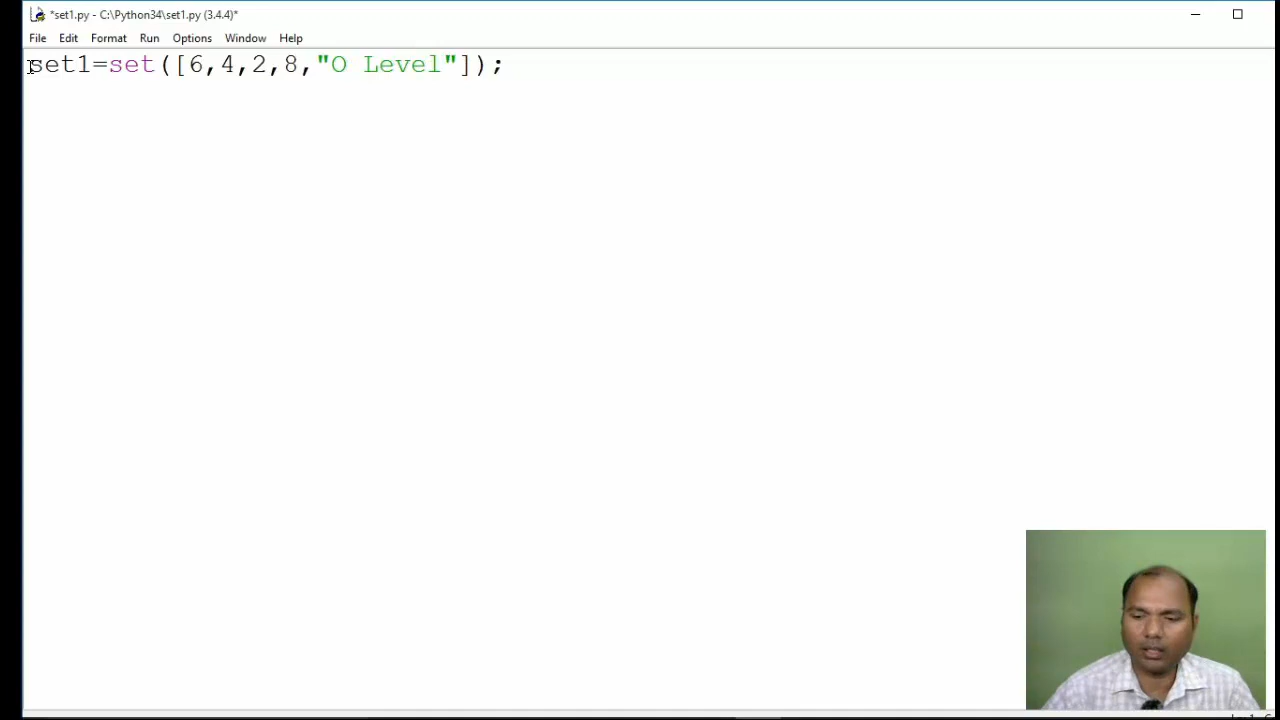 *set1.py - C:\Python34\set1.py (3.4.4)*
File Edit Format Run Options Window Help
set1=set([6,4,2,8,"O Level"]);